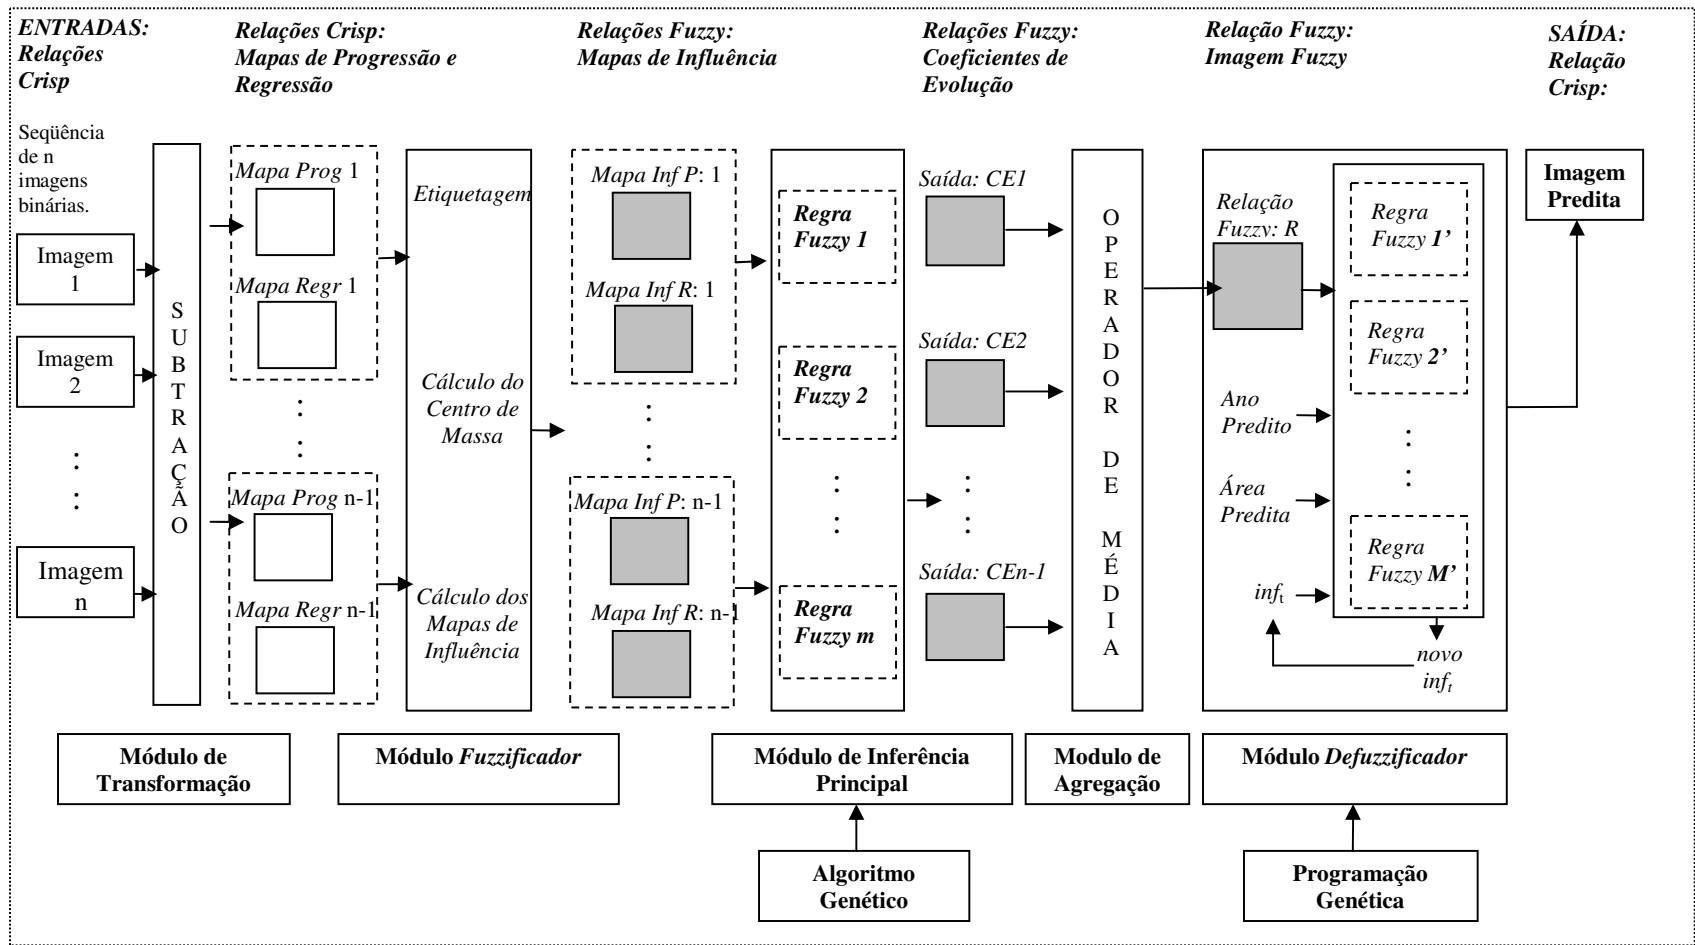 ENTRADAS:
Relações
Crisp
Relações Crisp:
Mapas de Progressão e
Regressão
Relações Fuzzy:
Mapas de Influência
Relações Fuzzy:
Coeficientes de
Evolução
Relação Fuzzy:
Imagem Fuzzy
SAÍDA:
Relação
Crisp:
Seqüência
de n
imagens
binárias.
Imagem
1
Imagem
2
:
:
Imagem
n
S
U
B
T
R
A
Ç
Ã
O
Mapa Prog 1
Mapa Regr 1
:
:
Mapa Prog n-1
Mapa Regr n-1
Etiquetagem
Cálculo do
Centro de
Massa
Cálculo dos
Mapas de
Influência
Mapa Inf P: 1
Mapa Inf R: 1
:
:
Mapa Inf P: n-1
Mapa Inf R: n-1
Regra
Fuzzy 1
Regra
Fuzzy 2
:
:
Regra
Fuzzy m
Saída: CE1
Saída: CE2
:
:
Saída: CEn-1
O
P
E
R
A
D
O
R
D
E
M
É
D
I
A
Relação
Fuzzy: R
Ano
Predito
Área
Predita
inf_t
Regra
Fuzzy 1’
Regra
Fuzzy 2’
:
:
Regra
Fuzzy M’
novo
inf_t
Imagem
Predita
Módulo de
Transformação
Módulo Fuzzificador
Módulo de Inferência
Principal
Modulo de
Agregação
Módulo Defuzzificador
Algoritmo
Genético
Programação
Genética